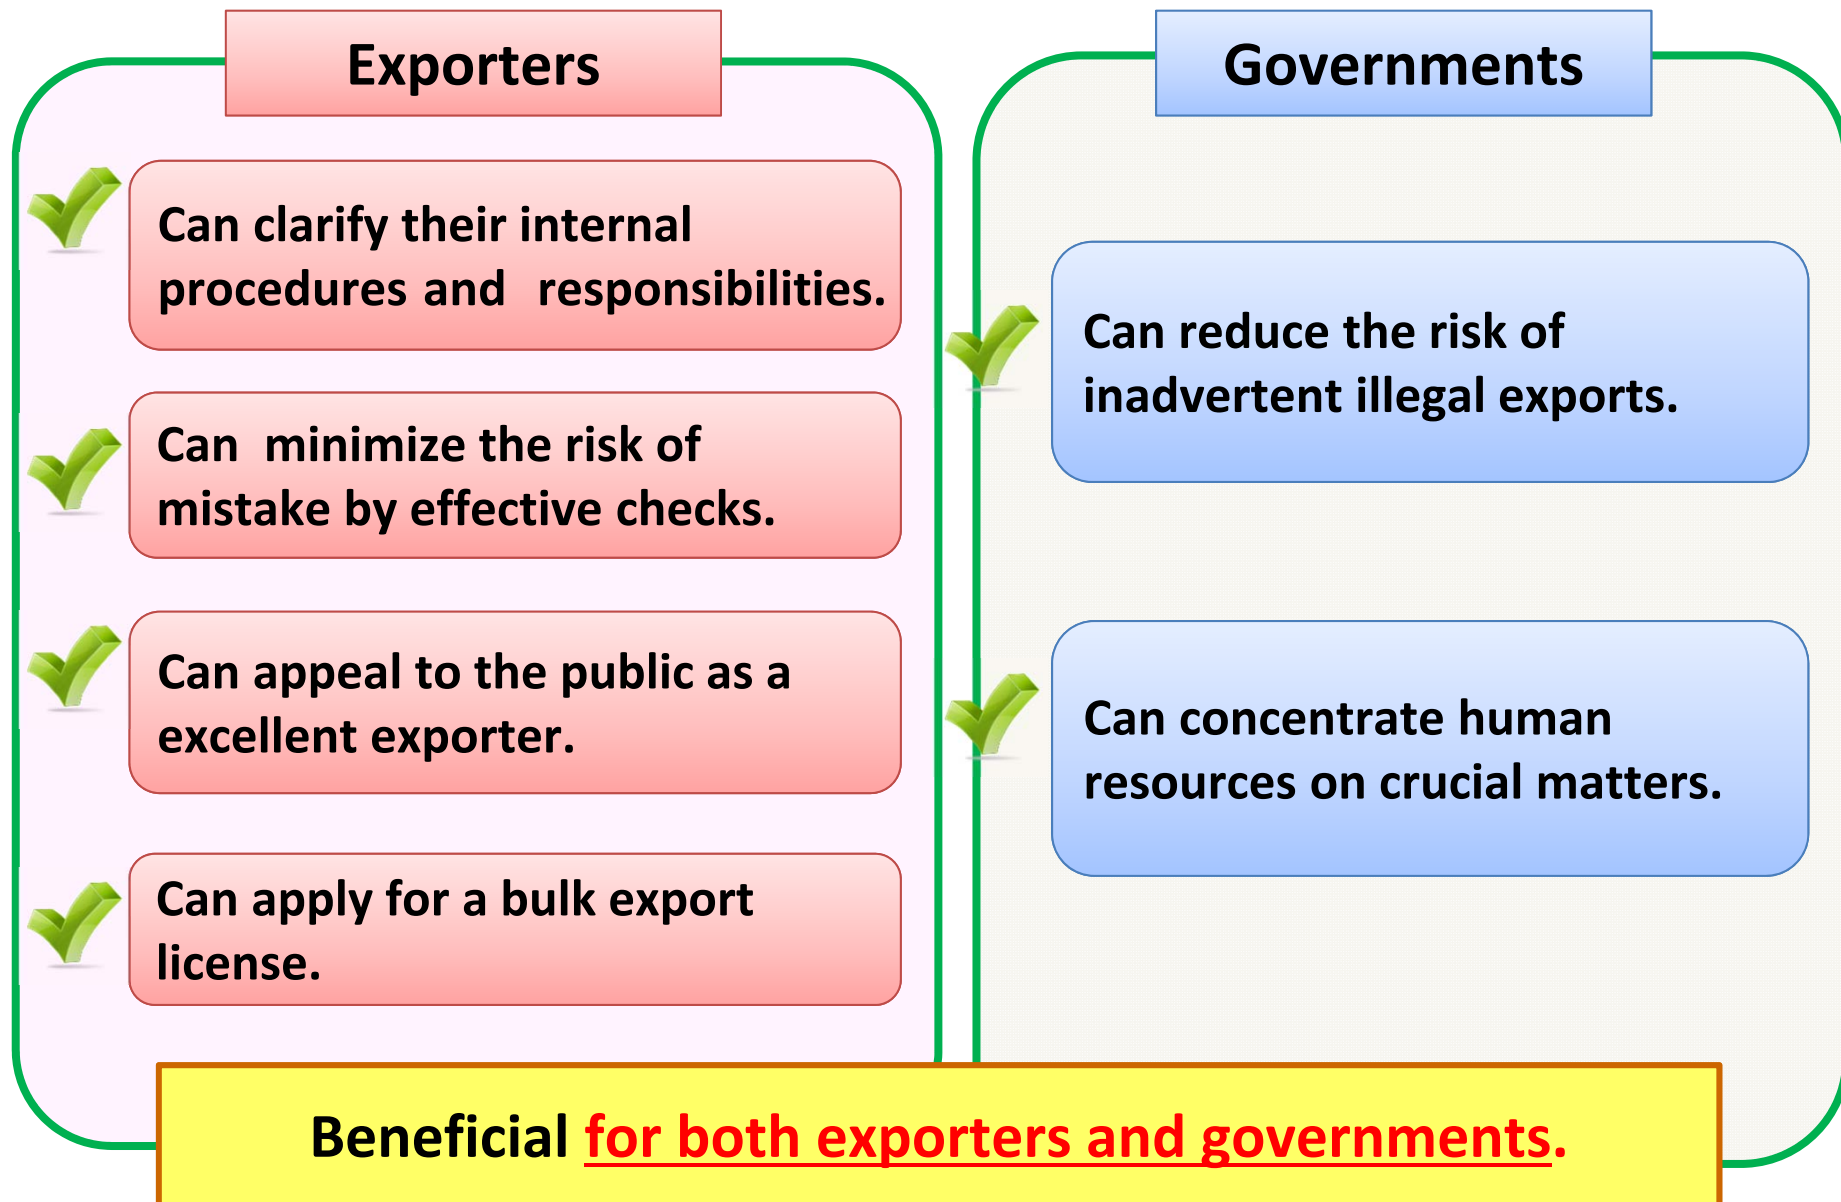 Exporters
Can clarify their internal
procedures and responsibilities.
Can minimize the risk of
mistake by effective checks.
Can appeal to the public as a
excellent exporter.
Can apply for a bulk export
license.
Governments
Can reduce the risk of
inadvertent illegal exports.
Can concentrate human
resources on crucial matters.
Beneficial for both exporters and governments.